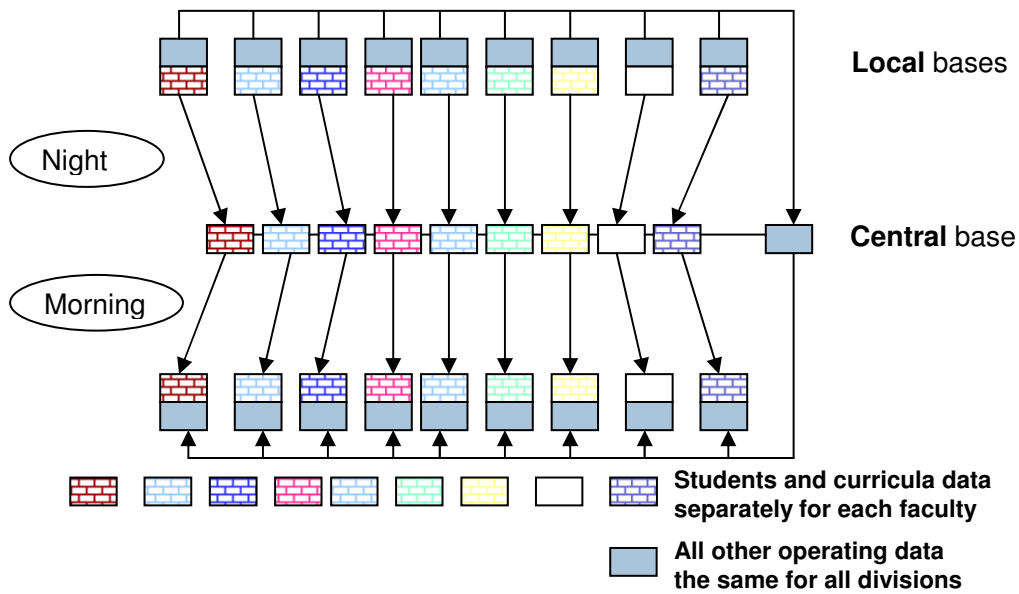 Local bases
Night
Central base
Morning
Students and curricula data
separately for each faculty
All other operating data
the same for all divisions